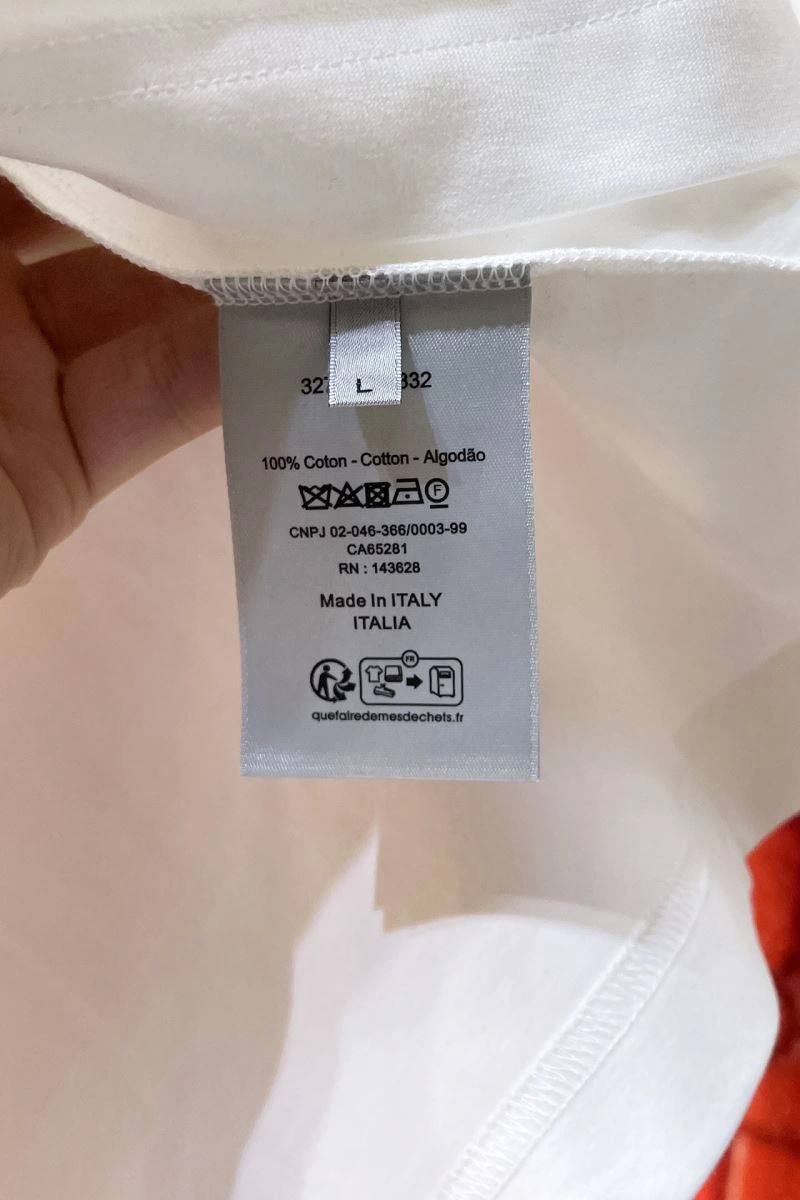 L
100% Coton - Cotton - Algodão
F
CNPJ 02-046-366/0003-99
CA65281
RN : 143628
Made In ITALY
ITALIA
FR
quefairedemesdechets.fr